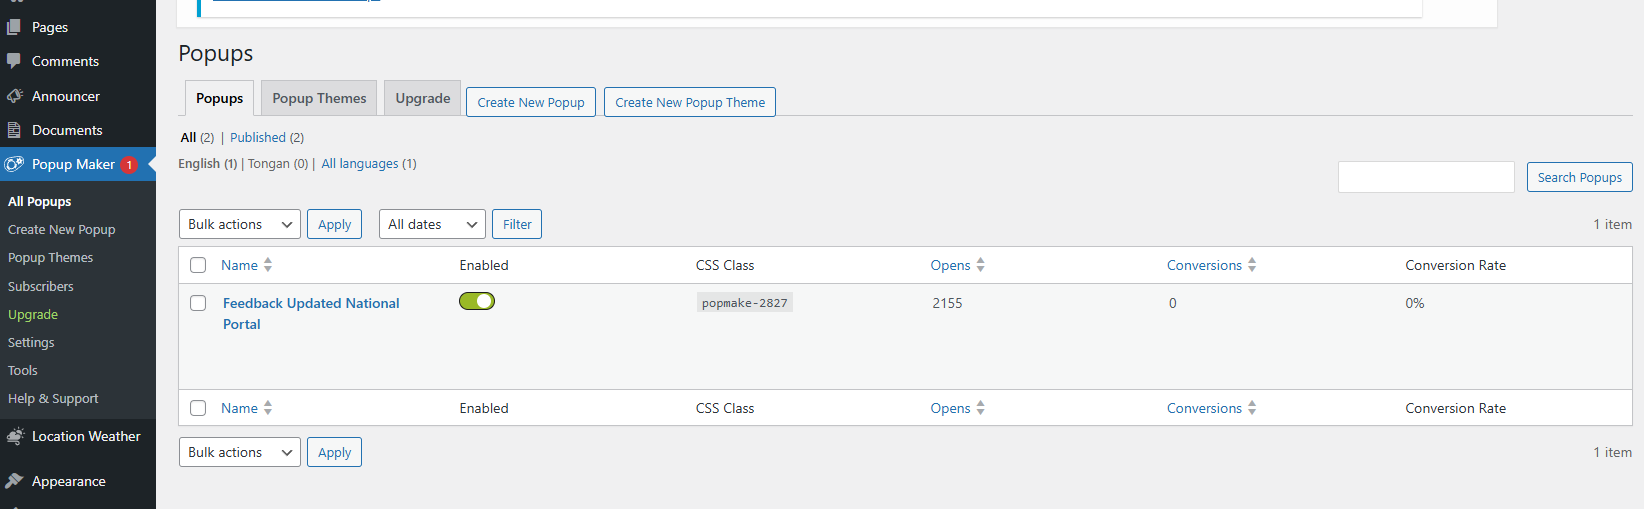 Pages
Comments
Announcer
Documents
Popup Maker 1
All Popups
Create New Popup
Popup Themes
Subscribers
Upgrade
Settings
Tools
Help & Support
Location Weather
Appearance
Popups
Popups Popup Themes Upgrade Create New Popup Create New Popup Theme
All (2) | Published (2)
English (1) | Tongan (0) | All languages (1)
Search Popups
Bulk actions Apply All dates Filter 1 item
Name Enabled CSS Class Opens Conversions Conversion Rate
Feedback Updated National popmake-2827 2155 0 0%
Portal
Name Enabled CSS Class Opens Conversions Conversion Rate
Bulk actions Apply 1 item